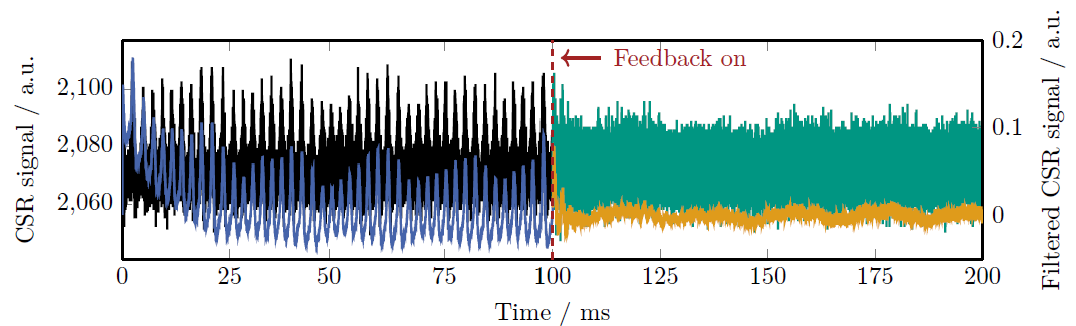 CSR signal / a.u.
2,100
2,080
2,060
Feedback on
0.2
0.1
0
Filtered CSR signal / a.u.
0 25 50 75 100 125 150 175 200
Time / ms